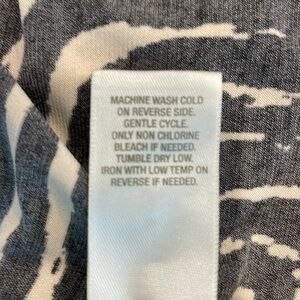 MACHINE WASH COLD
ON REVERSE SIDE.
GENTLE CYCLE.
ONLY NON CHLORINE
BLEACH IF NEEDED.
TUMBLE DRY LOW.
IRON WITH LOW TEMP ON
REVERSE IF NEEDED.